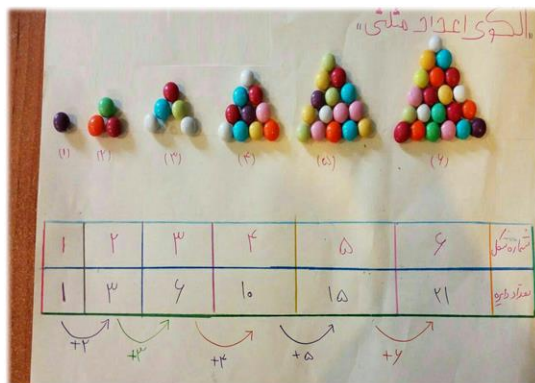 "الگوی اعداد مثلثی"
(۱) (۲) (۳) (۴) (۵) (۶)
۱ ۲ ۳ ۴ ۵ ۶ شماره شکل
۱ ۳ ۶ ۱۰ ۱۵ ۲۱ تعداد دایره
+۲ +۳ +۴ +۵ +۶